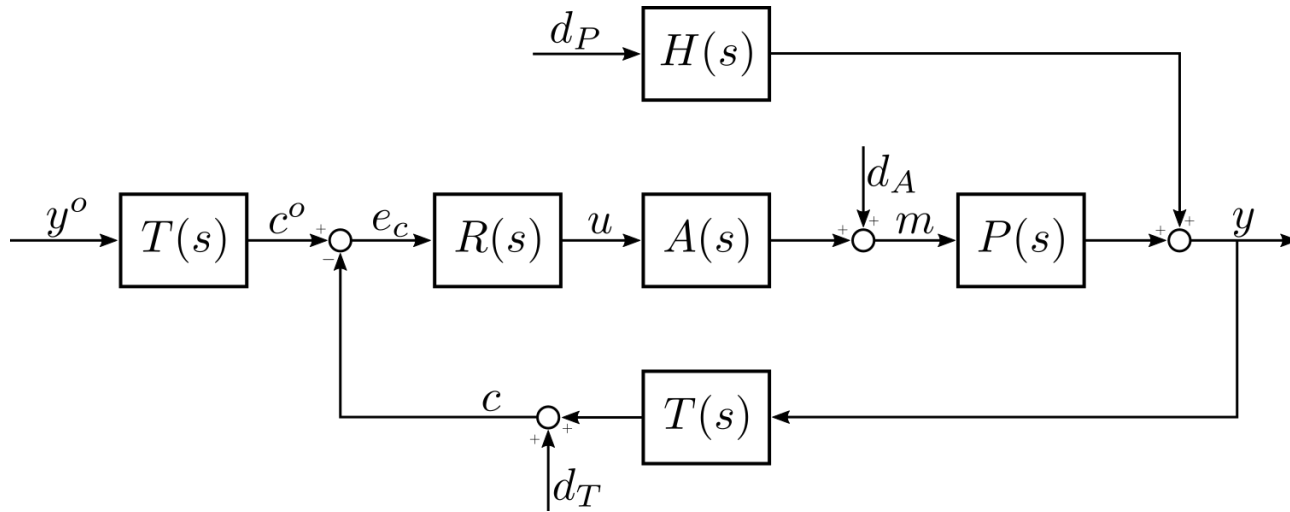 d_P
H(s)
d_A
y^o
T(s)
c^o
+
−
e_c
R(s)
u
A(s)
+
+
m
P(s)
+
+
y
c
T(s)
+
+
d_T